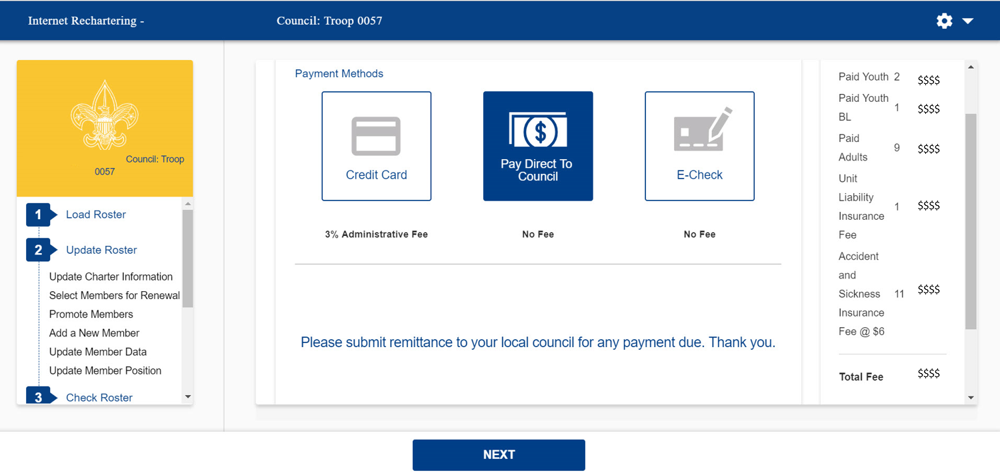 Internet Rechartering -
Council: Troop 0057
Council: Troop
0057
1 Load Roster
2 Update Roster
Update Charter Information
Select Members for Renewal
Promote Members
Add a New Member
Update Member Data
Update Member Position
3 Check Roster
Payment Methods
Credit Card
Pay Direct To
Council
E-Check
3% Administrative Fee
No Fee
No Fee
Please submit remittance to your local council for any payment due. Thank you.
Paid Youth 2 $$$$
Paid Youth
BL
1 $$$$
Paid
Adults
9 $$$$
Unit
Liability
Insurance
Fee
1 $$$$
Accident
and
Sickness
Insurance
Fee @ $6
11 $$$$
Total Fee $$$$
NEXT